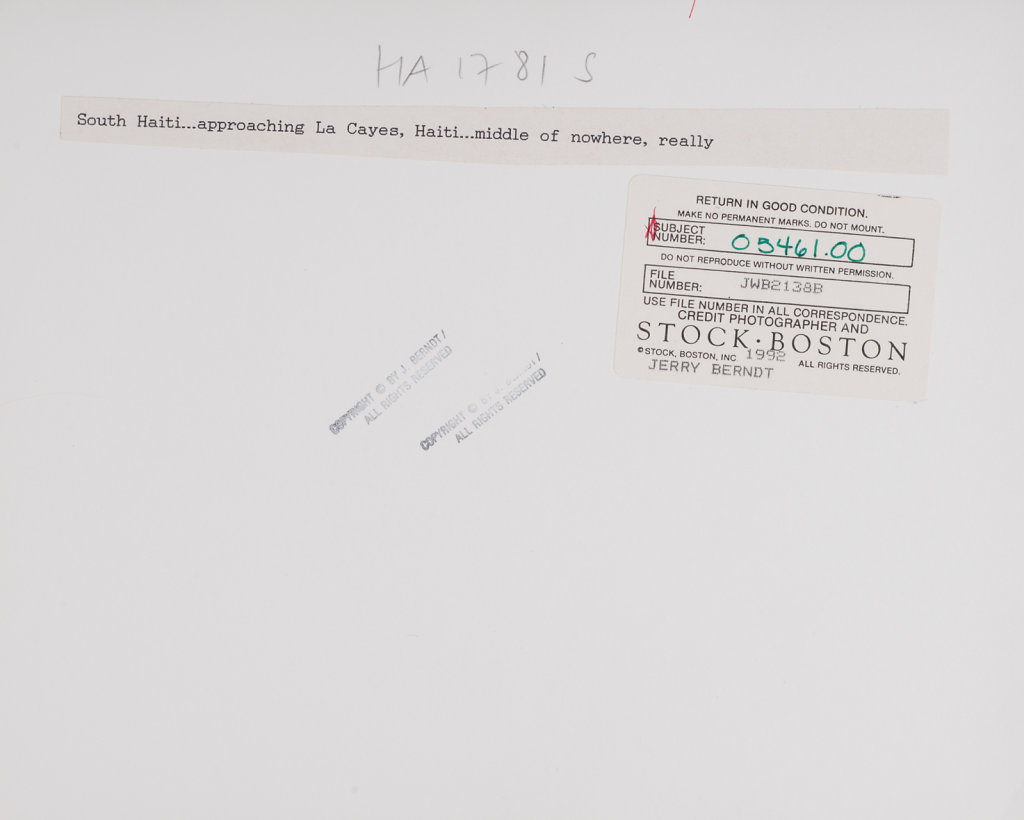 HA 1781 S
South Haiti...approaching La Cayes, Haiti...middle of nowhere, really
RETURN IN GOOD CONDITION.
MAKE NO PERMANENT MARKS. DO NOT MOUNT.
SUBJECT
NUMBER: 05461.00
DO NOT REPRODUCE WITHOUT WRITTEN PERMISSION.
FILE
NUMBER: JWB2138B
USE FILE NUMBER IN ALL CORRESPONDENCE.
CREDIT PHOTOGRAPHER AND
STOCK·BOSTON
©STOCK, BOSTON, INC. 1992 ALL RIGHTS RESERVED.
JERRY BERNDT
COPYRIGHT © BY J. BERNDT/
ALL RIGHTS RESERVED
COPYRIGHT © BY J. /
ALL RIGHTS RESERVED